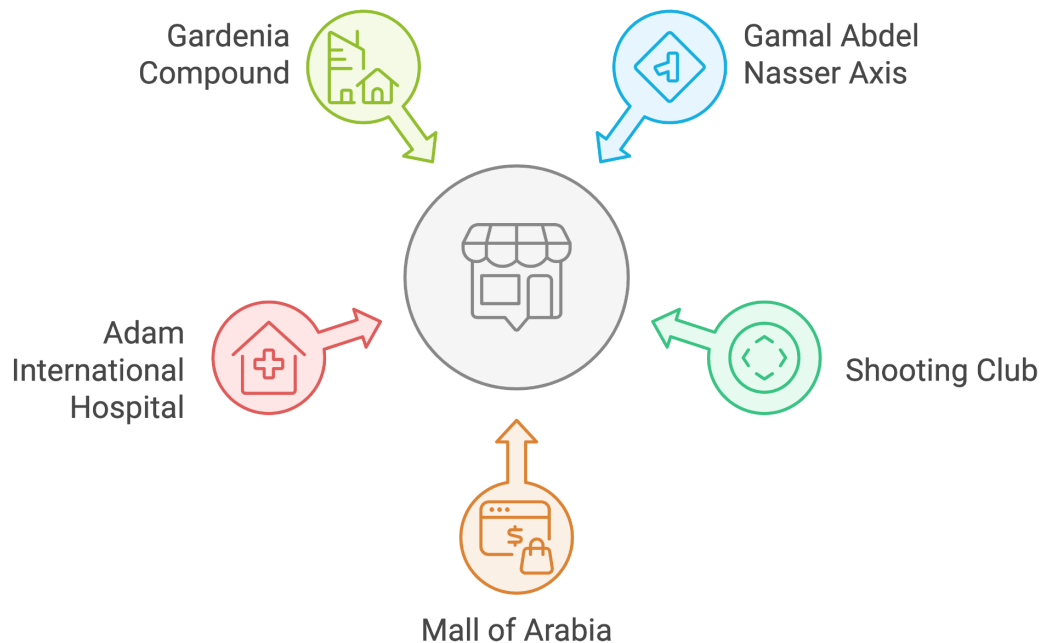 Gardenia
Compound
Gamal Abdel
Nasser Axis
Adam
International
Hospital
Shooting Club
$
Mall of Arabia